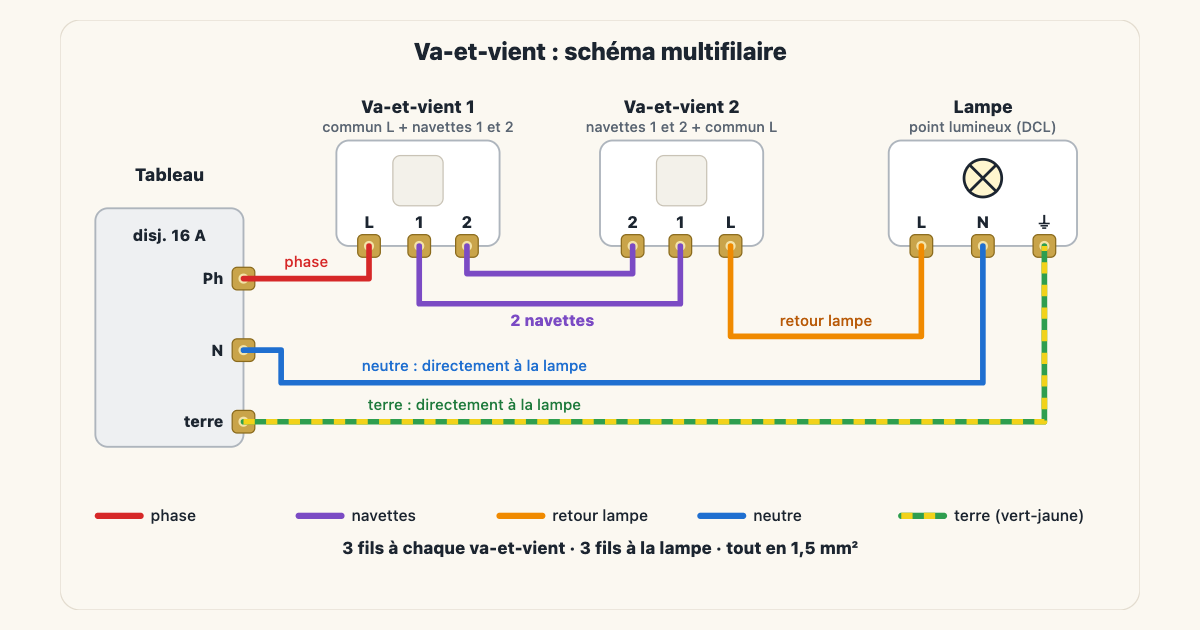 Va-et-vient : schéma multifilaire
Va-et-vient 1
commun L + navettes 1 et 2
Va-et-vient 2
navettes 1 et 2 + commun L
Lampe
point lumineux (DCL)
Tableau
disj. 16 A
L 1 2
2 1 L
L N ⏚
phase
Ph
2 navettes
retour lampe
N
neutre : directement à la lampe
terre : directement à la lampe
terre
phase
navettes
retour lampe
neutre
terre (vert-jaune)
3 fils à chaque va-et-vient · 3 fils à la lampe · tout en 1,5 mm²